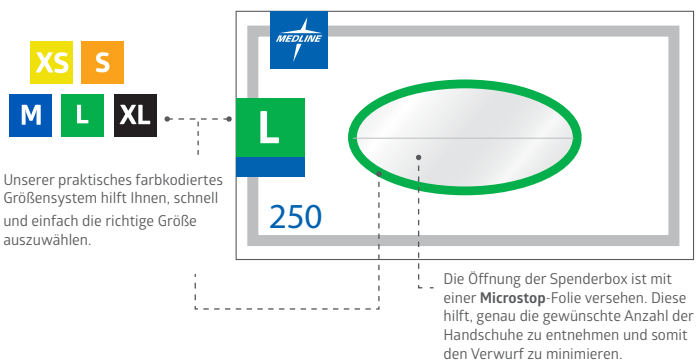 MEDLINE
XS S
M L XL
L
250
Unserer praktisches farbkodiertes
Größensystem hilft Ihnen, schnell
und einfach die richtige Größe
auszuwählen.
Die Öffnung der Spenderbox ist mit
einer Microstop-Folie versehen. Diese
hilft, genau die gewünschte Anzahl der
Handschuhe zu entnehmen und somit
den Verwurf zu minimieren.